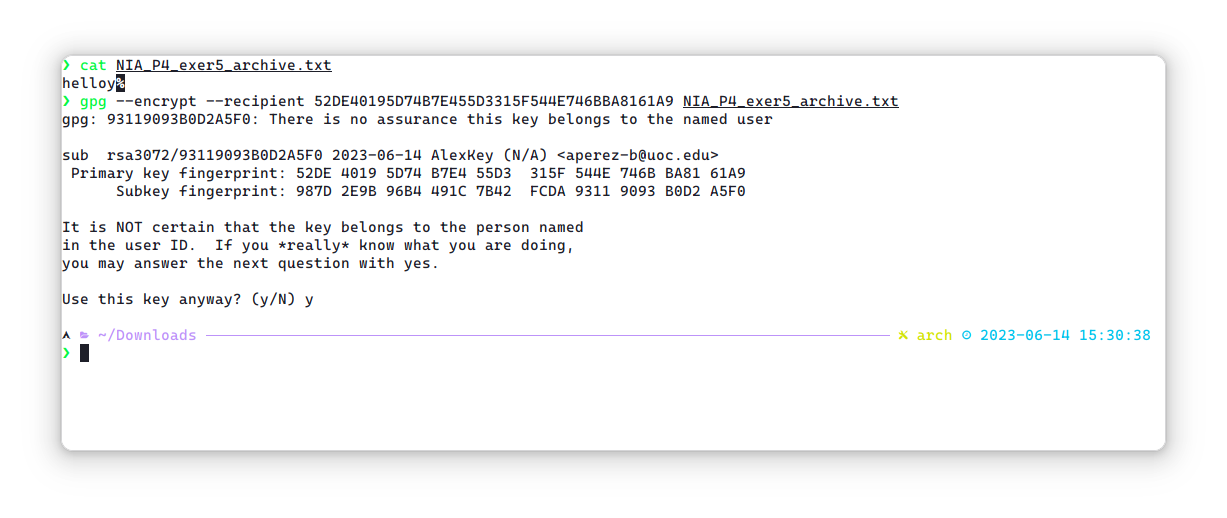 ❯ cat NIA_P4_exer5_archive.txt
helloy%
❯ gpg --encrypt --recipient 52DE40195D74B7E455D3315F544E746BBA8161A9 NIA_P4_exer5_archive.txt
gpg: 93119093B0D2A5F0: There is no assurance this key belongs to the named user
sub  rsa3072/93119093B0D2A5F0 2023-06-14 AlexKey (N/A) <aperez-b@uoc.edu>
 Primary key fingerprint: 52DE 4019 5D74 B7E4 55D3  315F 544E 746B BA81 61A9
      Subkey fingerprint: 987D 2E9B 96B4 491C 7B42  FCDA 9311 9093 B0D2 A5F0
It is NOT certain that the key belongs to the person named
in the user ID.  If you *really* know what you are doing,
you may answer the next question with yes.
Use this key anyway? (y/N) y
~/Downloads arch 2023-06-14 15:30:38
❯